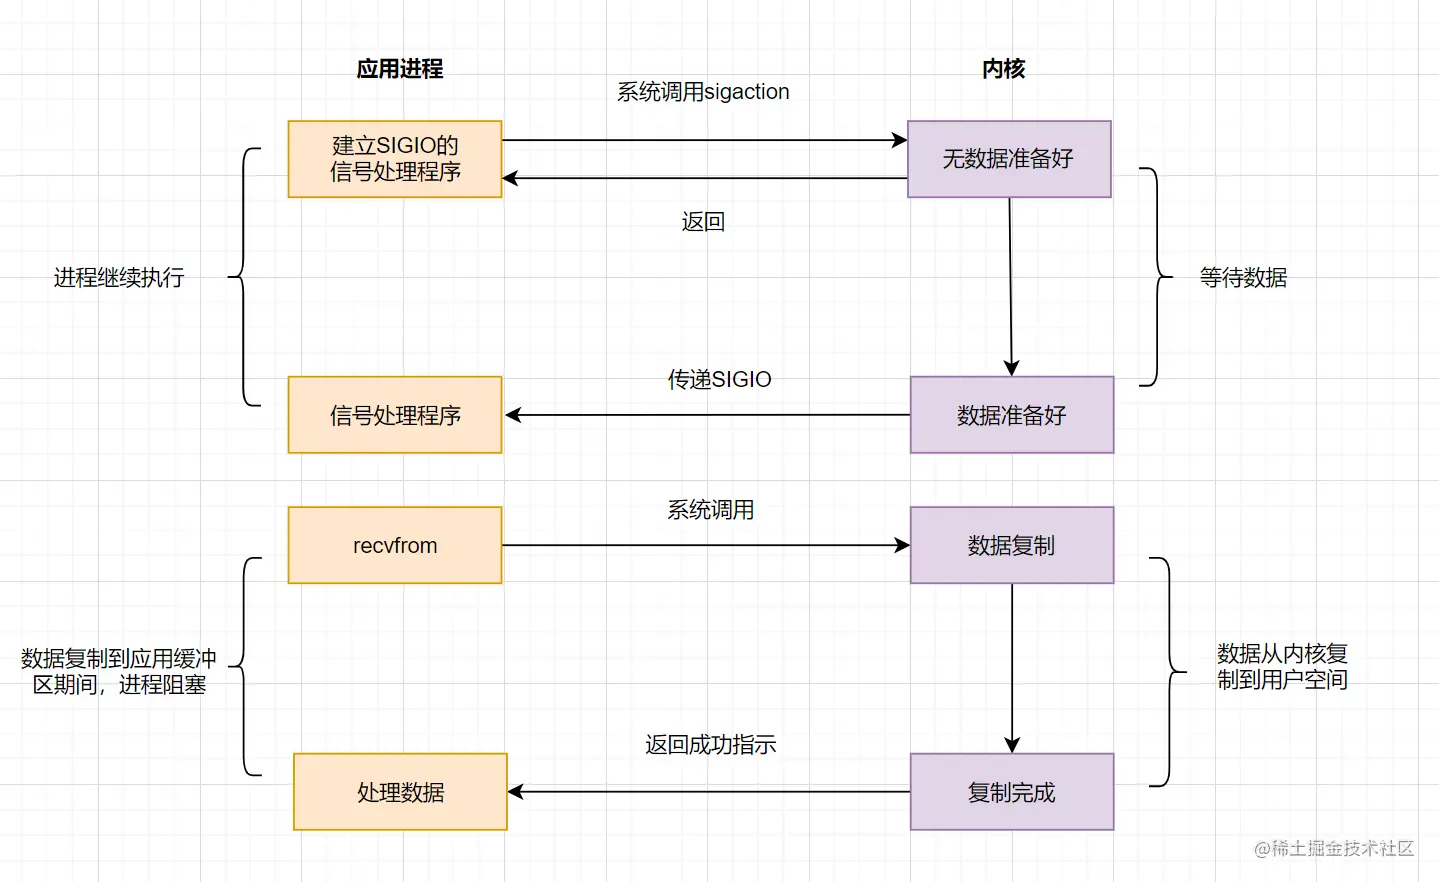 应用进程
内核
系统调用sigaction
建立SIGIO的
信号处理程序
无数据准备好
返回
进程继续执行
等待数据
传递SIGIO
信号处理程序
数据准备好
系统调用
recvfrom
数据复制
数据复制到应用缓冲
区期间，进程阻塞
数据从内核复
制到用户空间
返回成功指示
处理数据
复制完成
@稀土掘金技术社区